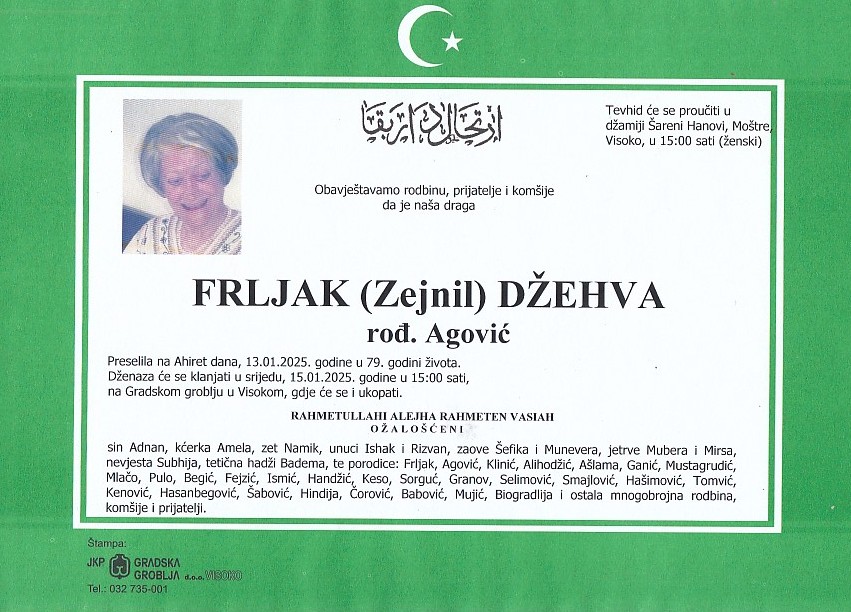 ارتحال دار بقا
Tevhid će se proučiti u
džamiji Šareni Hanovi, Moštre,
Visoko, u 15:00 sati (ženski)
Obavještavamo rodbinu, prijatelje i komšije
da je naša draga
FRLJAK (Zejnil) DŽEHVA
rođ. Agović
Preselila na Ahiret dana, 13.01.2025. godine u 79. godini života.
Dženaza će se klanjati u srijedu, 15.01.2025. godine u 15:00 sati,
na Gradskom groblju u Visokom, gdje će se i ukopati.
RAHMETULLAHI ALEJHA RAHMETEN VASIAH
OŽALOŠĆENI
sin Adnan, kćerka Amela, zet Namik, unuci Ishak i Rizvan, zaove Šefika i Munevera, jetrve Mubera i Mirsa,
nevjesta Subhija, tetična hadži Badema, te porodice: Frljak, Agović, Klinić, Alihodžić, Ašlama, Ganić, Mustagrudić,
Mlačo, Pulo, Begić, Fejzić, Ismić, Handžić, Keso, Sorguć, Granov, Selimović, Smajlović, Hašimović, Tomvić,
Kenović, Hasanbegović, Šabović, Hindija, Čorović, Babović, Mujić, Biogradlija i ostala mnogobrojna rodbina,
komšije i prijatelji.
Štampa:
JKP GRADSKA
GROBLJA d.o.o. VISOKO
Tel.: 032 735-001